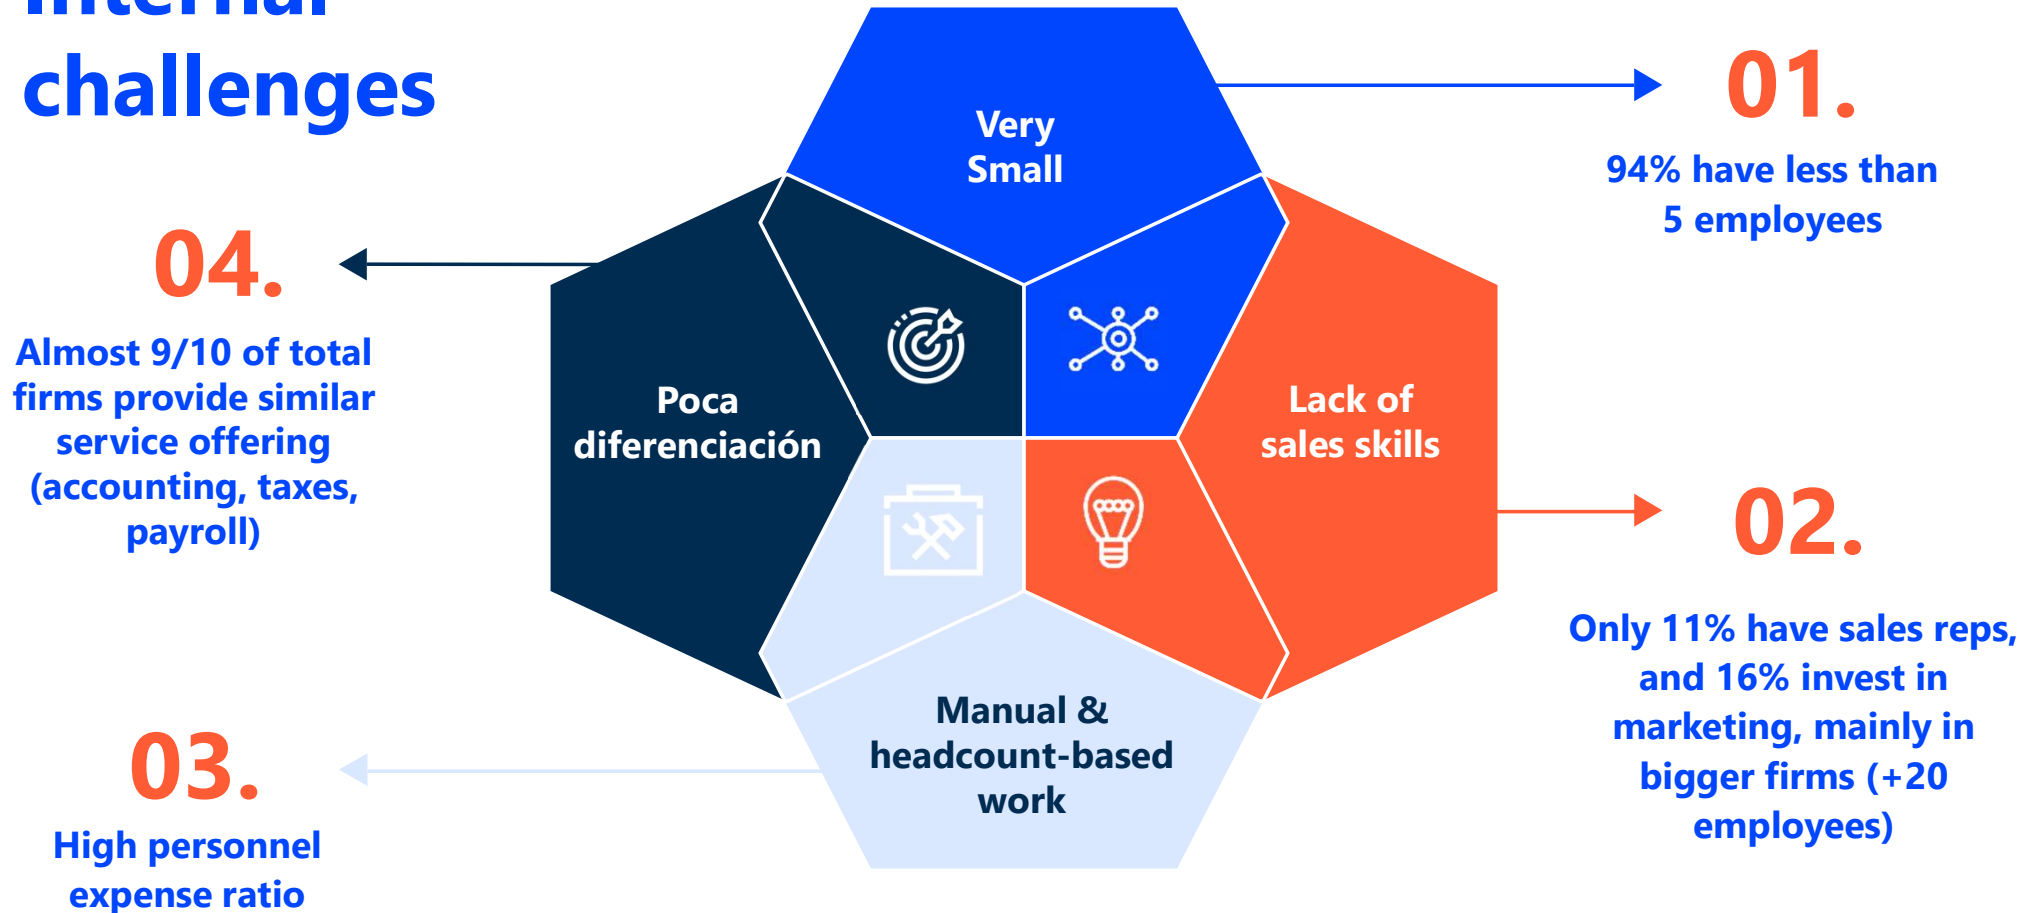 Internal
challenges
Very
Small
01.
94% have less than
5 employees
Lack of
sales skills
02.
Only 11% have sales reps,
and 16% invest in
marketing, mainly in
bigger firms (+20
employees)
Manual &
headcount-based
work
03.
High personnel
expense ratio
Poca
diferenciación
04.
Almost 9/10 of total
firms provide similar
service offering
(accounting, taxes,
payroll)